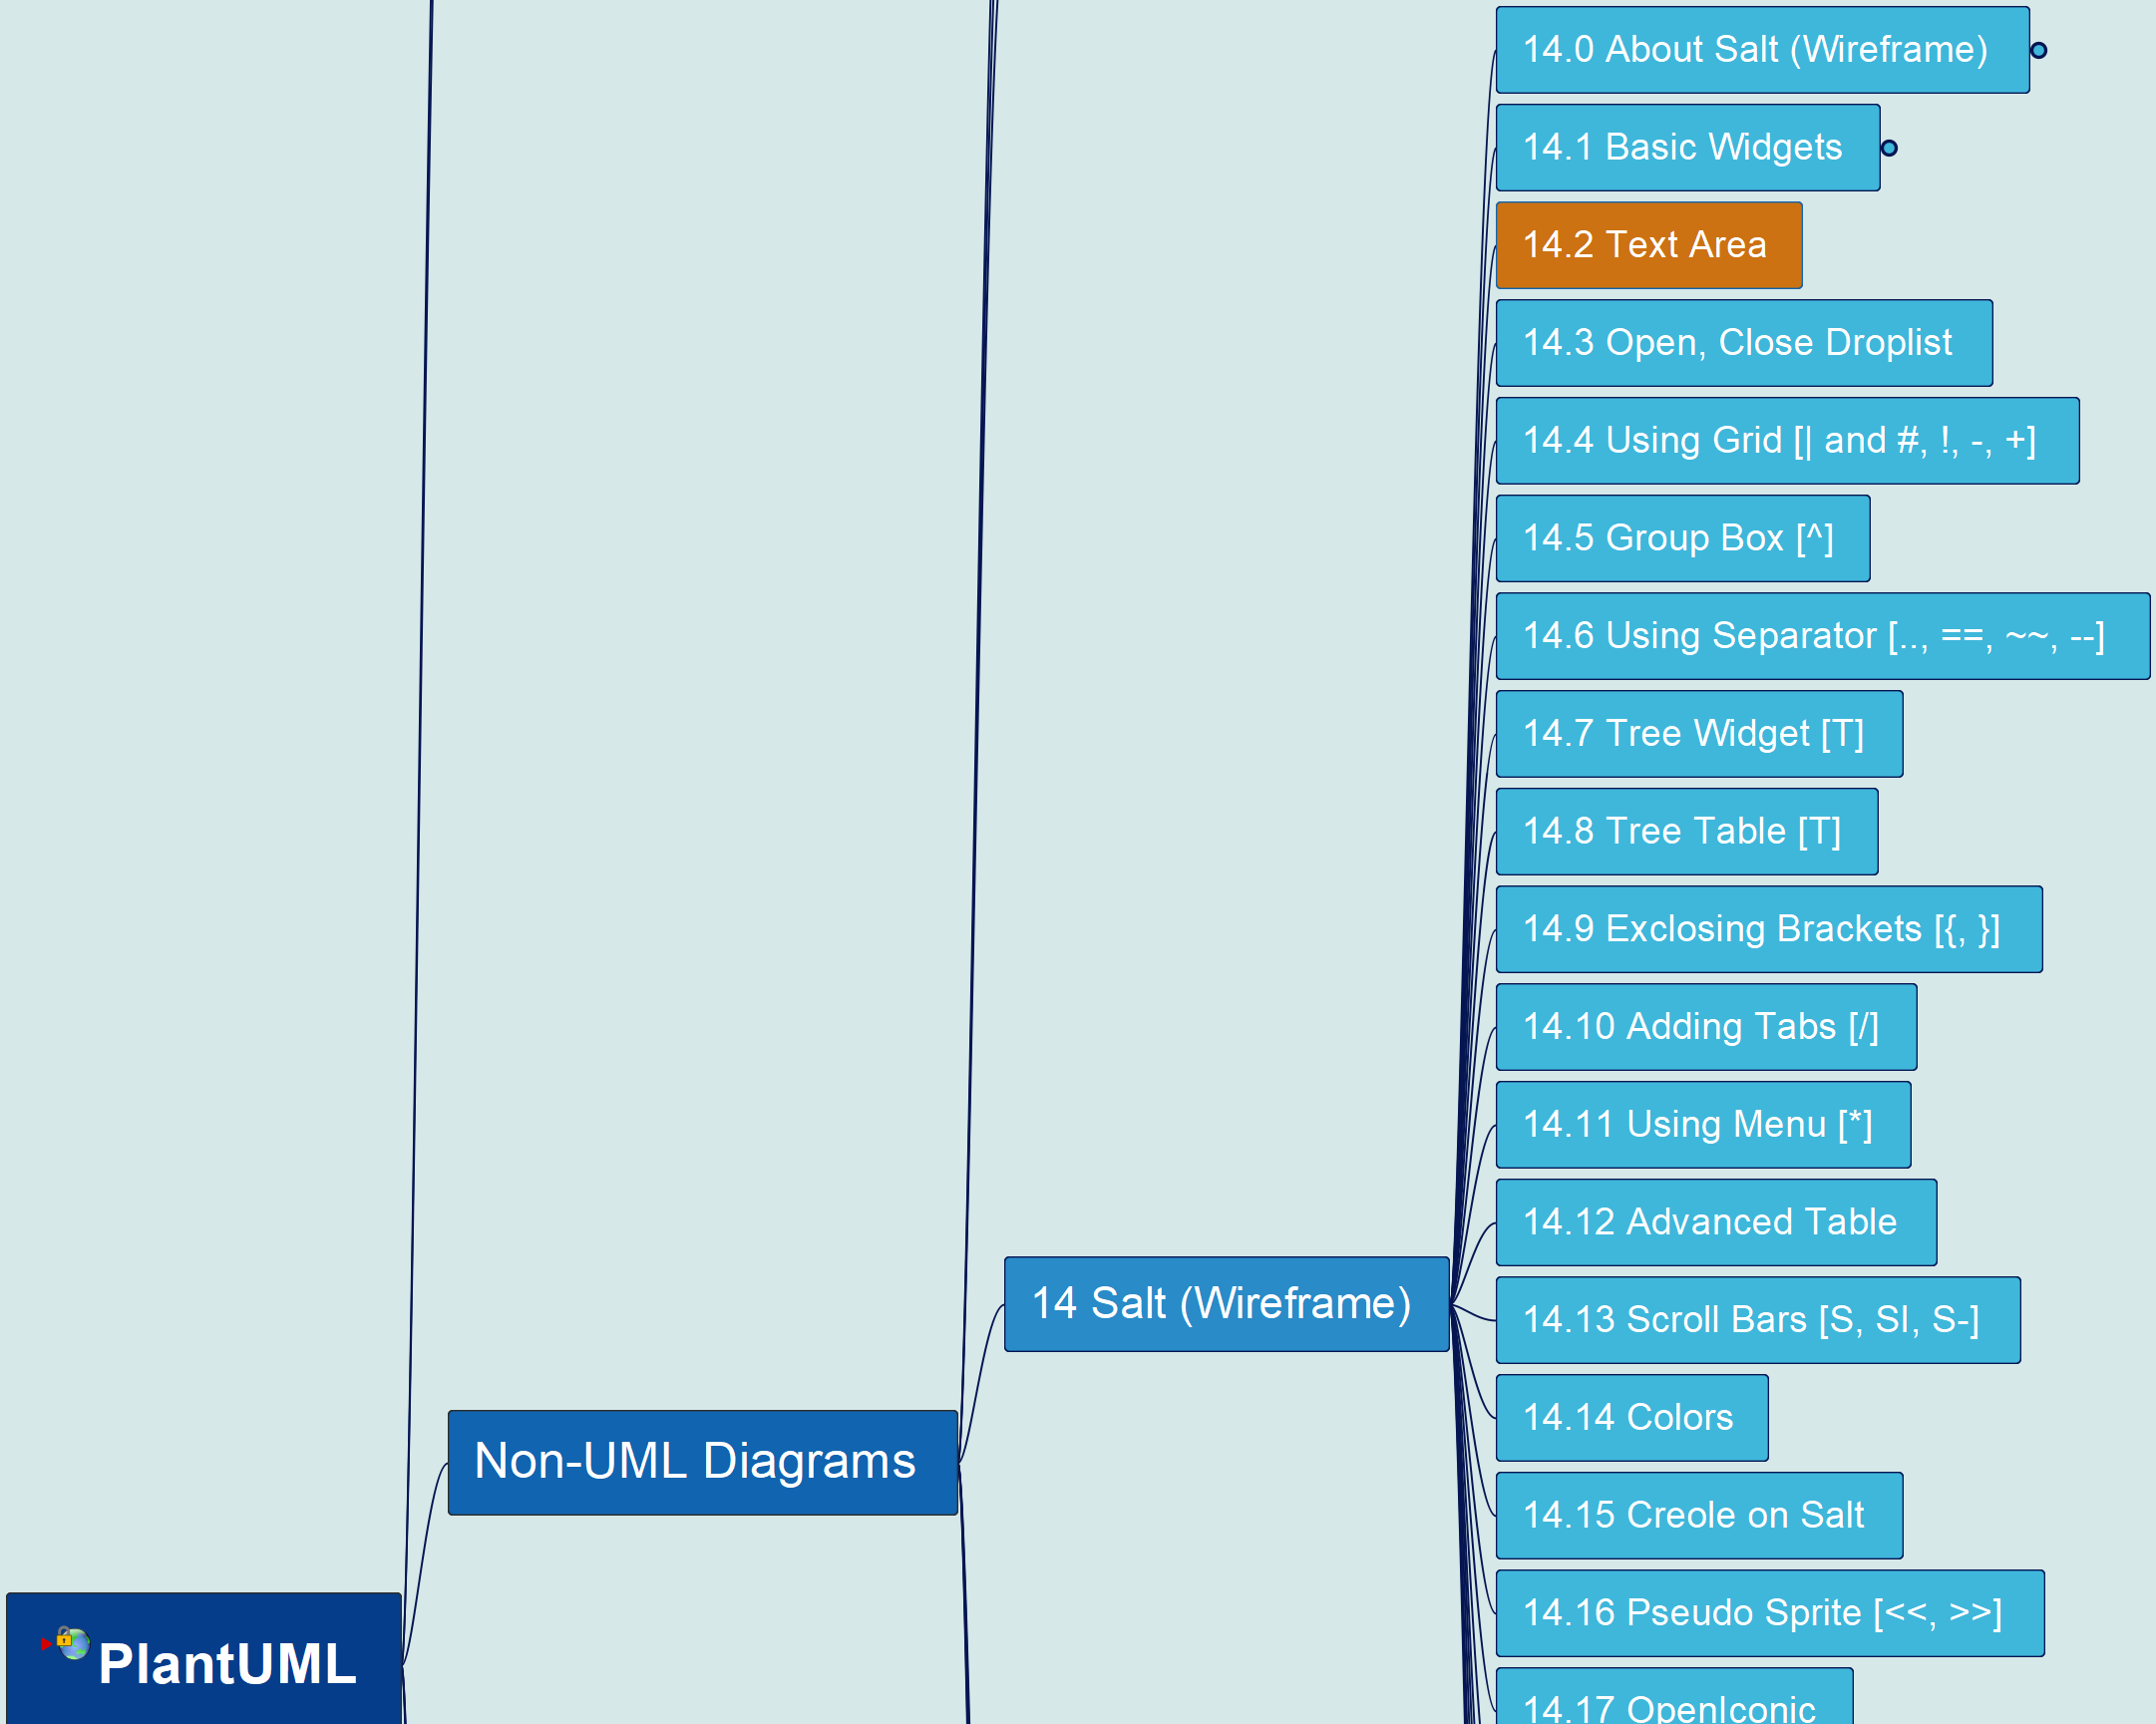 14.0 About Salt (Wireframe)
14.1 Basic Widgets
14.2 Text Area
14.3 Open, Close Droplist
14.4 Using Grid [| and #, !, -, +]
14.5 Group Box [^]
14.6 Using Separator [.., ==, ~~, --]
14.7 Tree Widget [T]
14.8 Tree Table [T]
14.9 Exclosing Brackets [{, }]
14.10 Adding Tabs [/]
14.11 Using Menu [*]
14.12 Advanced Table
14 Salt (Wireframe)
14.13 Scroll Bars [S, SI, S-]
14.14 Colors
Non-UML Diagrams
14.15 Creole on Salt
14.16 Pseudo Sprite [<<, >>]
PlantUML
14.17 OpenIconic